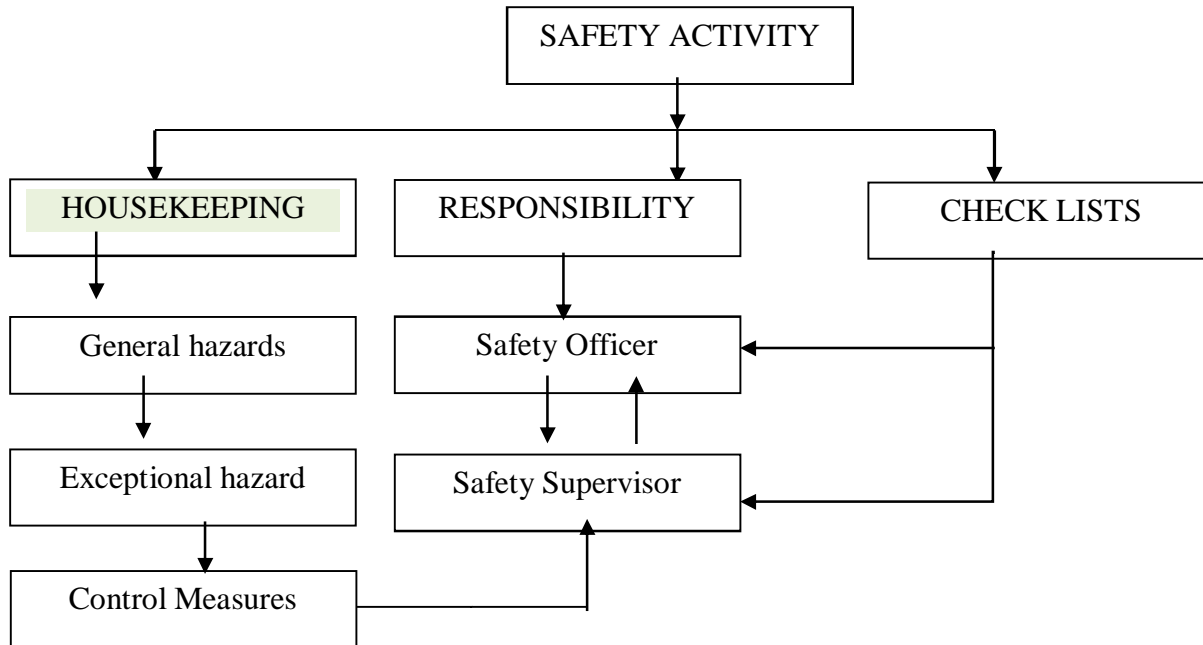 SAFETY ACTIVITY
HOUSEKEEPING
RESPONSIBILITY
CHECK LISTS
General hazards
Safety Officer
Exceptional hazard
Safety Supervisor
Control Measures